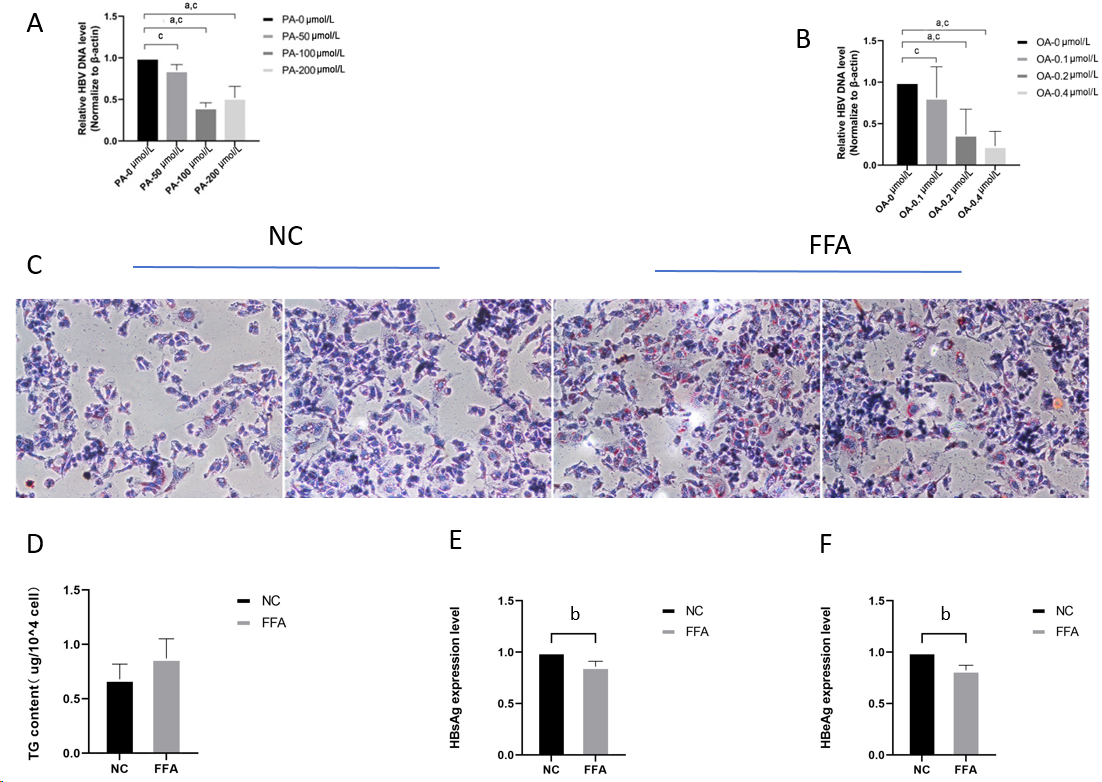 A
a,c
a,c
c
Relative HBV DNA level
(Normalize to β-actin)
1.5
1.0
0.5
0.0
PA-0 μmol/L
PA-50 μmol/L
PA-100 μmol/L
PA-200 μmol/L
PA-0 μmol/L
PA-50 μmol/L
PA-100 μmol/L
PA-200 μmol/L
B
a,c
a,c
c
Relative HBV DNA level
(Normalize to β-actin)
1.5
1.0
0.5
0.0
OA-0 μmol/L
OA-0.1 μmol/L
OA-0.2 μmol/L
OA-0.4 μmol/L
OA-0 μmol/L
OA-0.1 μmol/L
OA-0.2 μmol/L
OA-0.4 μmol/L
C
NC
FFA
D
TG content( ug/10^4 cell)
1.5
1.0
0.5
0.0
NC
FFA
NC
FFA
E
HBsAg expression level
1.5
1.0
0.5
0.0
b
NC
FFA
NC
FFA
F
HBeAg expression level
1.5
1.0
0.5
0.0
b
NC
FFA
NC
FFA